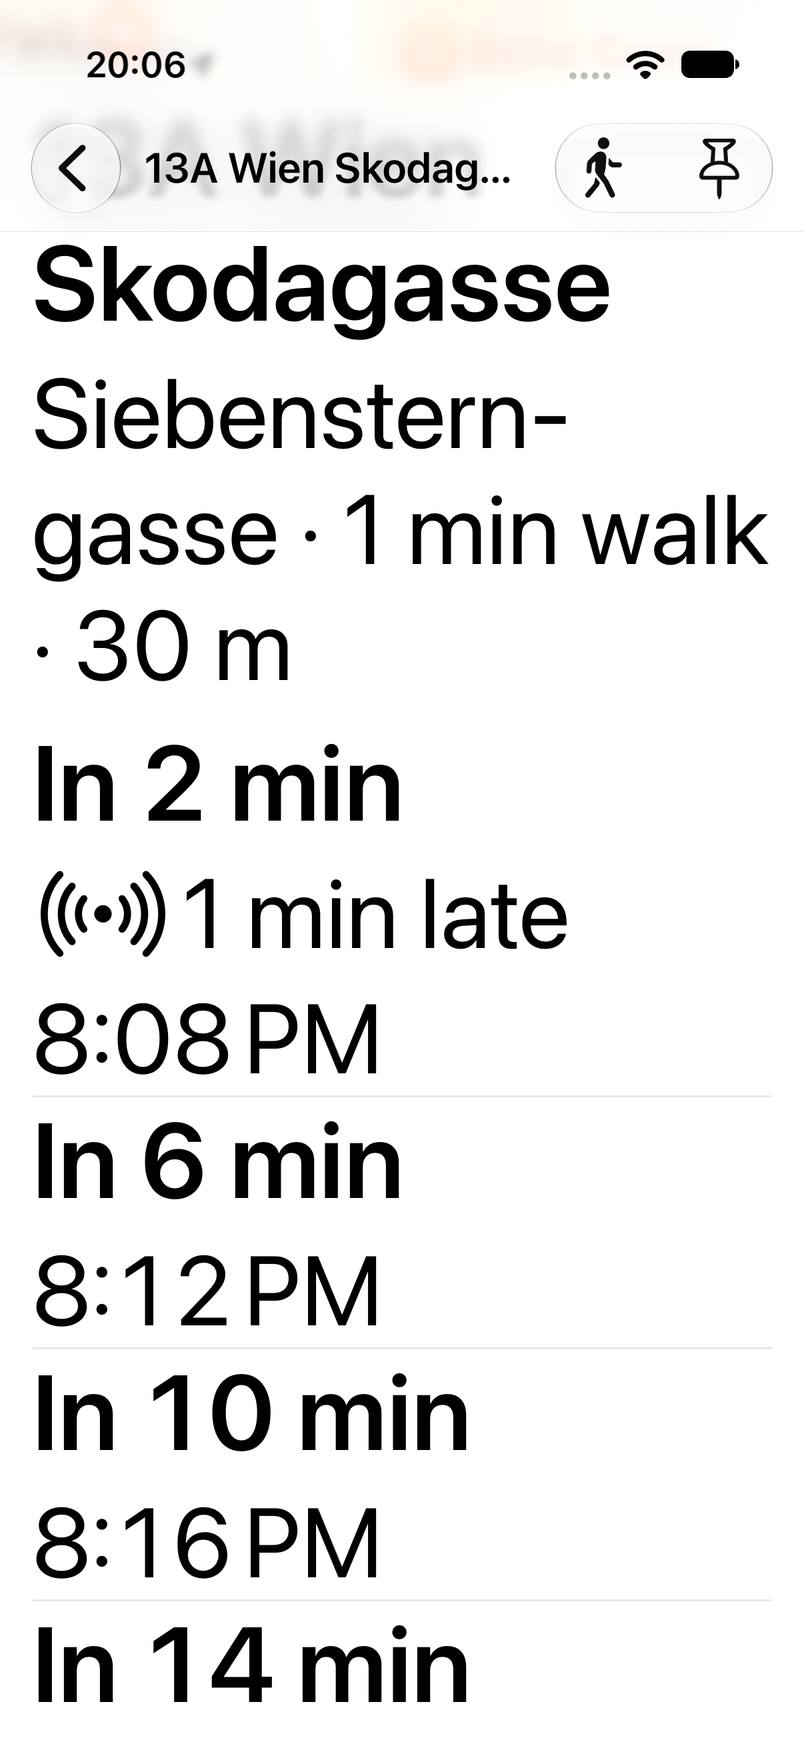 20:06
13A Wien Skodag...
Skodagasse
Siebenstern-
gasse · 1 min walk
· 30 m
In 2 min
1 min late
8:08 PM
In 6 min
8:12 PM
In 10 min
8:16 PM
In 14 min